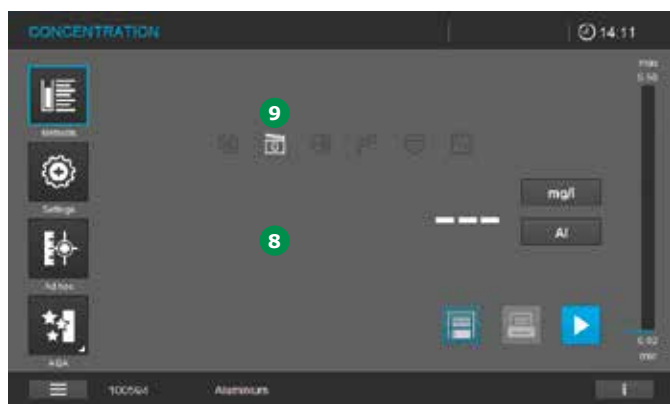 CONCENTRATION
14:11
max
Methods
9
Settings
mg/l
8
Al
Ad hoc
AQA
min
100594
Aluminium
i